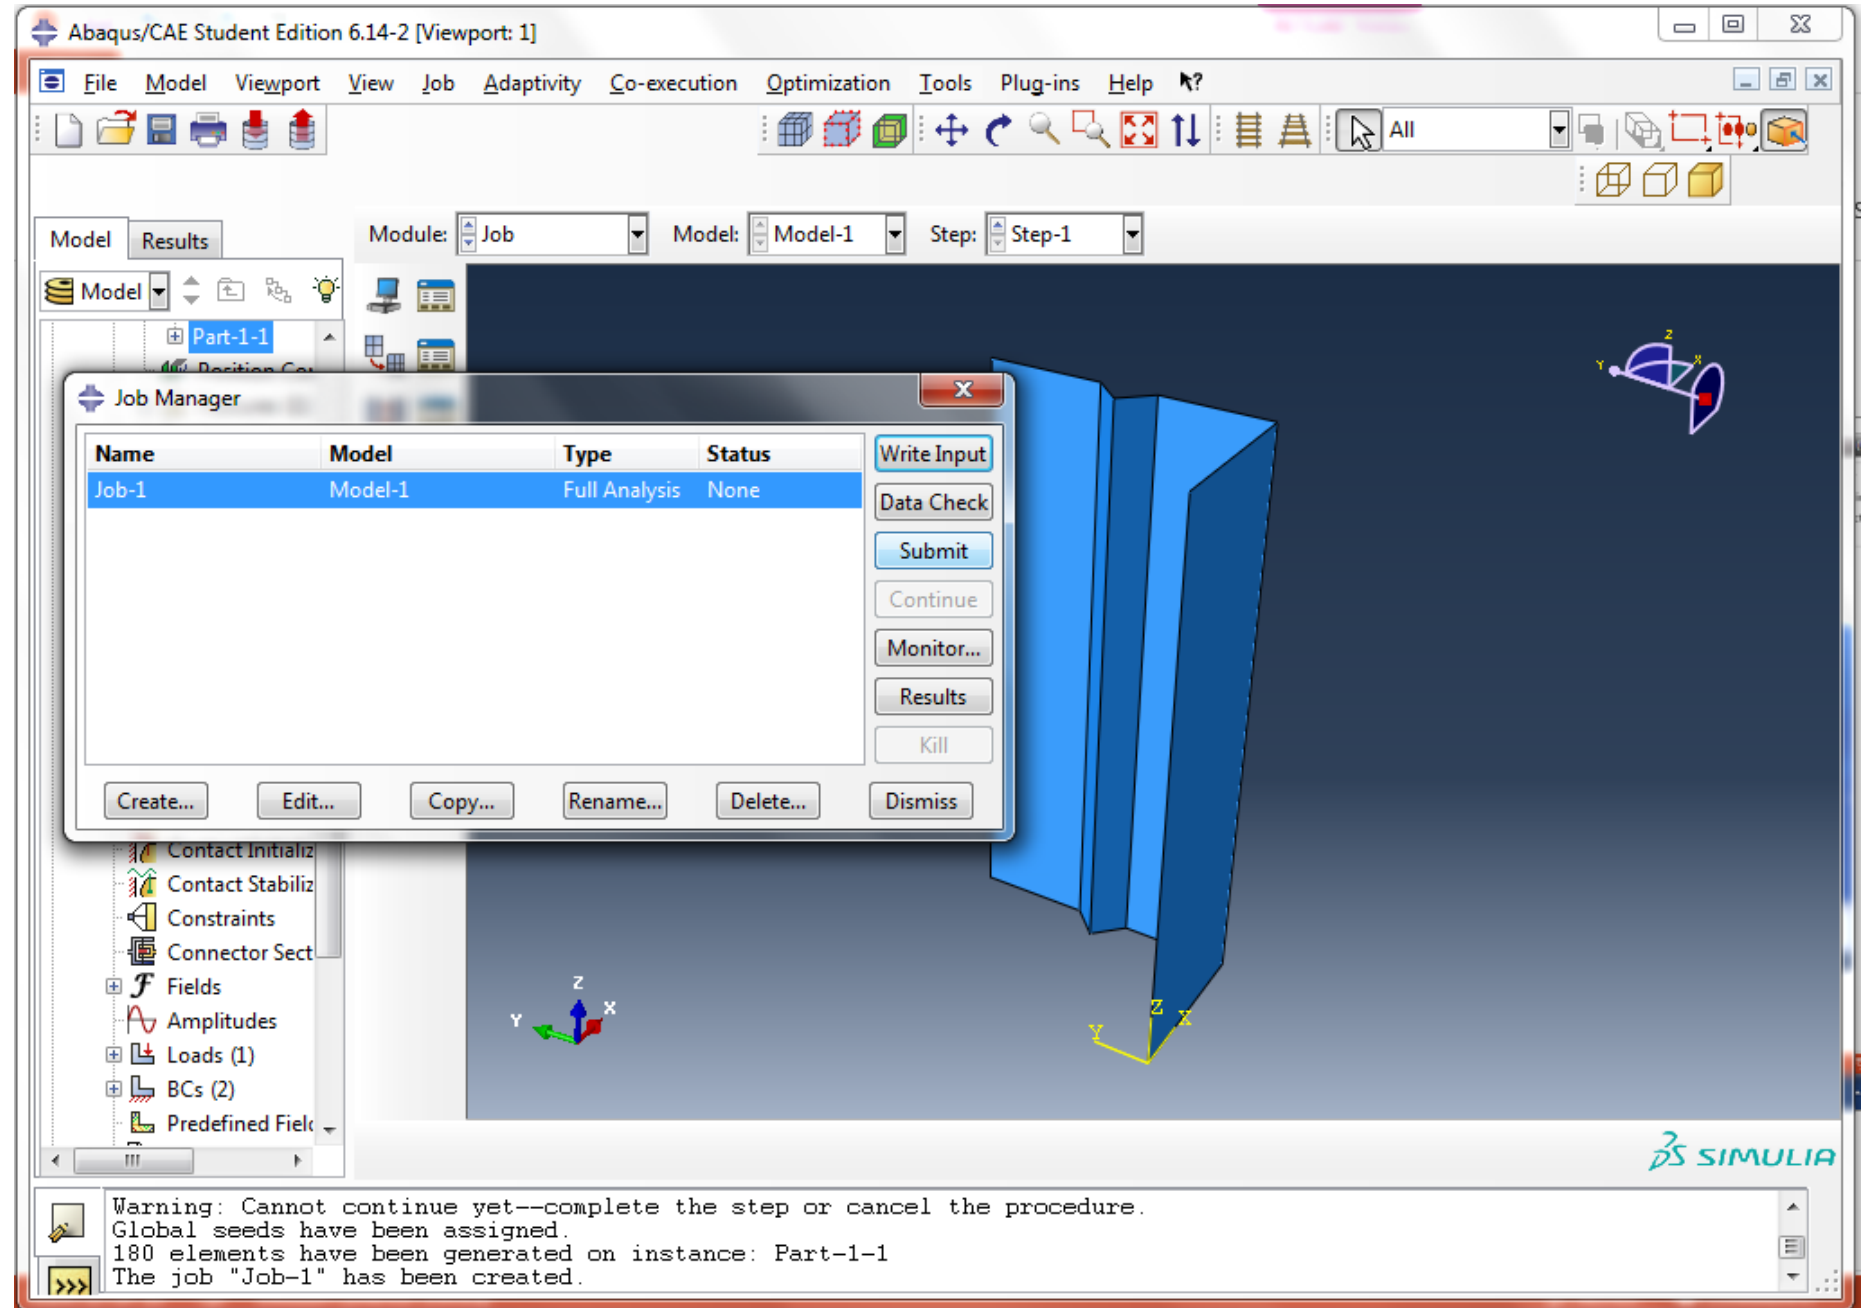 Abaqus/CAE Student Edition 6.14-2 [Viewport: 1]
File Model Viewport View Job Adaptivity Co-execution Optimization Tools Plug-ins Help
All
Model Results
Module: Job Model: Model-1 Step: Step-1
Model
Part-1-1
Job Manager
Name Model Type Status
Job-1 Model-1 Full Analysis None
Write Input
Data Check
Submit
Continue
Monitor...
Results
Kill
Create... Edit... Copy... Rename... Delete... Dismiss
Contact Initializ
Contact Stabiliz
Constraints
Connector Sect
Fields
Amplitudes
Loads (1)
BCs (2)
Predefined Field
Z
Y
X
Z
X
Y
Z
X
Y
SIMULIA
Warning: Cannot continue yet--complete the step or cancel the procedure.
Global seeds have been assigned.
180 elements have been generated on instance: Part-1-1
The job "Job-1" has been created.
>>>